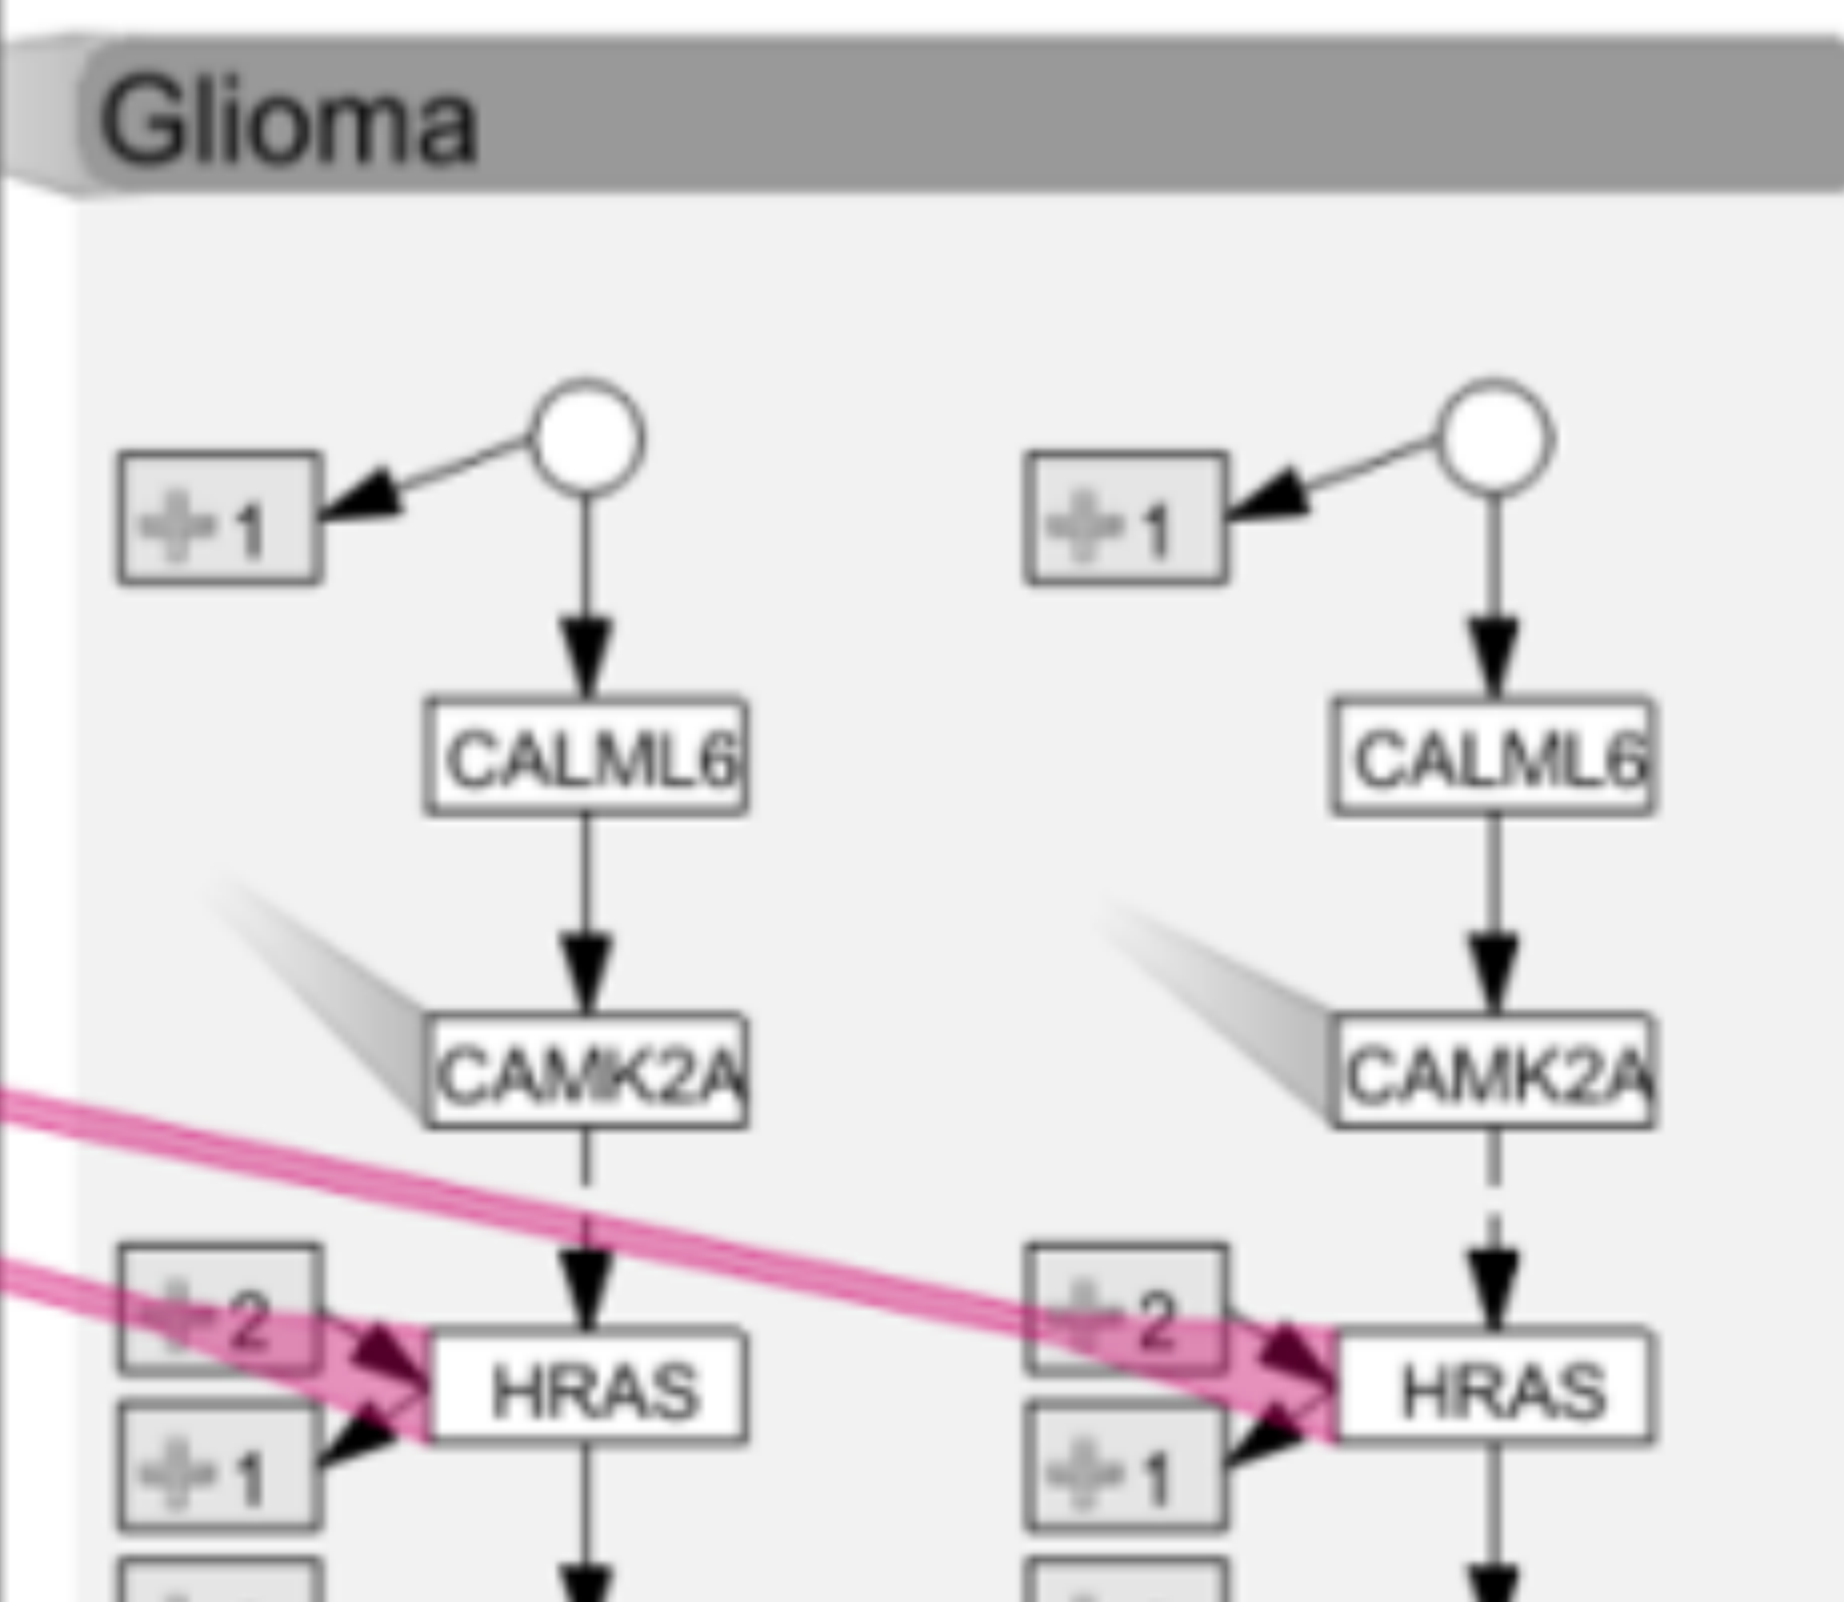 Glioma
+1 +1
CALML6 CALML6
CAMK2A CAMK2A
+2 +2
HRAS HRAS
+1 +1